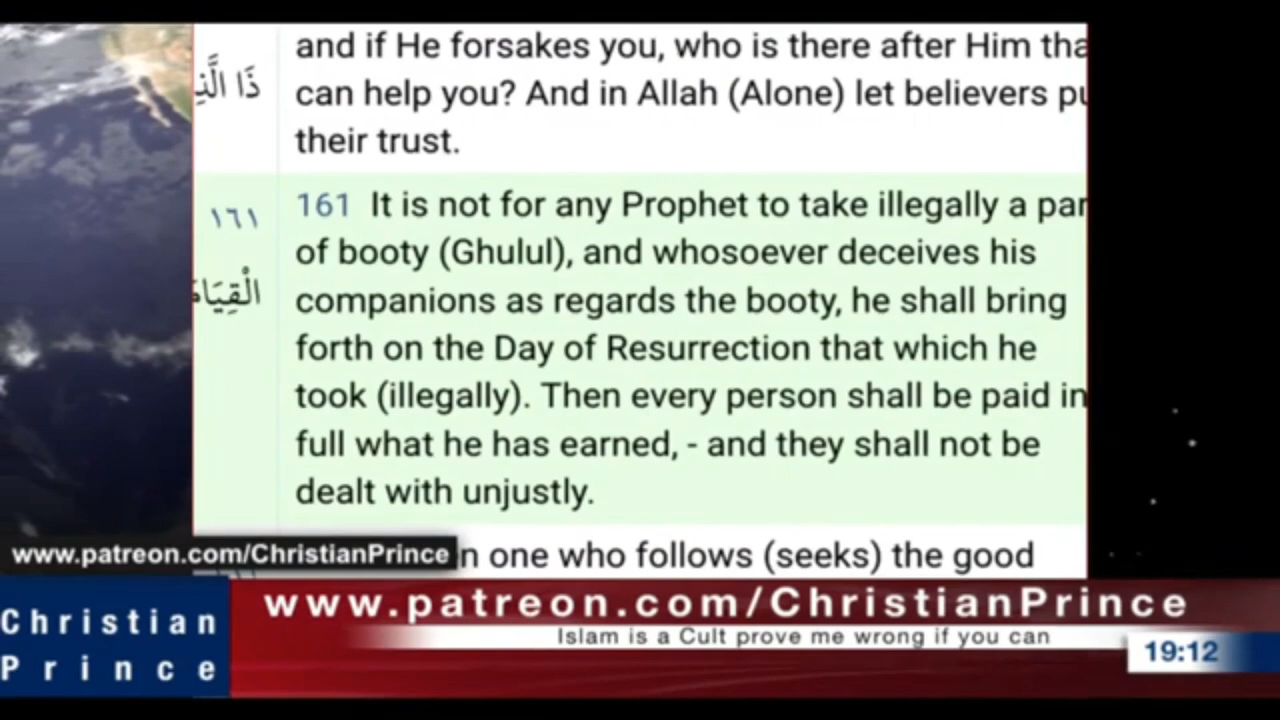 and if He forsakes you, who is there after Him tha
ذَا الَّذِ
can help you? And in Allah (Alone) let believers pu
their trust.
١٦١
161 It is not for any Prophet to take illegally a par
of booty (Ghulul), and whosoever deceives his
الْقِيَامَ
companions as regards the booty, he shall bring
forth on the Day of Resurrection that which he
took (illegally). Then every person shall be paid in
full what he has earned, - and they shall not be
dealt with unjustly.
n one who follows (seeks) the good
www.patreon.com/ChristianPrince
www.patreon.com/ChristianPrince
Islam is a Cult prove me wrong if you can
Christian
Prince
19:12